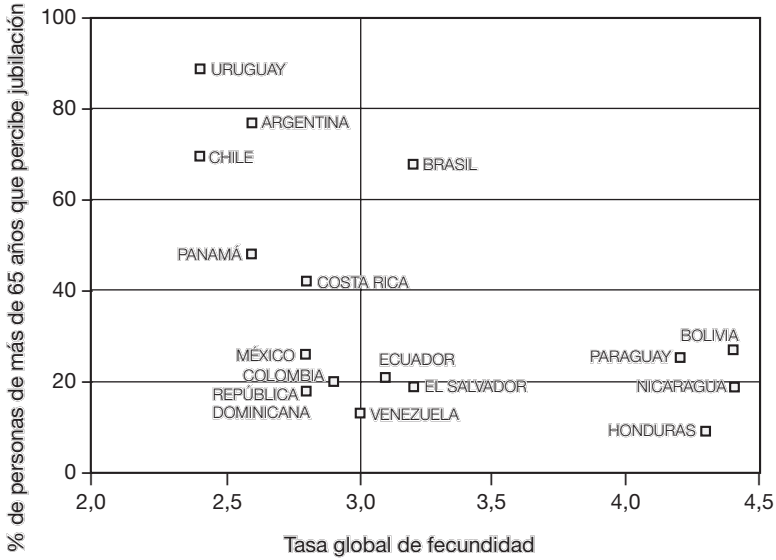 % de personas de más de 65 años que percibe jubilación
100
URUGUAY
80
ARGENTINA
CHILE
BRASIL
60
PANAMÁ
COSTA RICA
40
BOLIVIA
MÉXICO
ECUADOR
PARAGUAY
COLOMBIA
20
EL SALVADOR
NICARAGUA
REPÚBLICA
DOMINICANA
VENEZUELA
HONDURAS
0
2,0 2,5 3,0 3,5 4,0 4,5
Tasa global de fecundidad